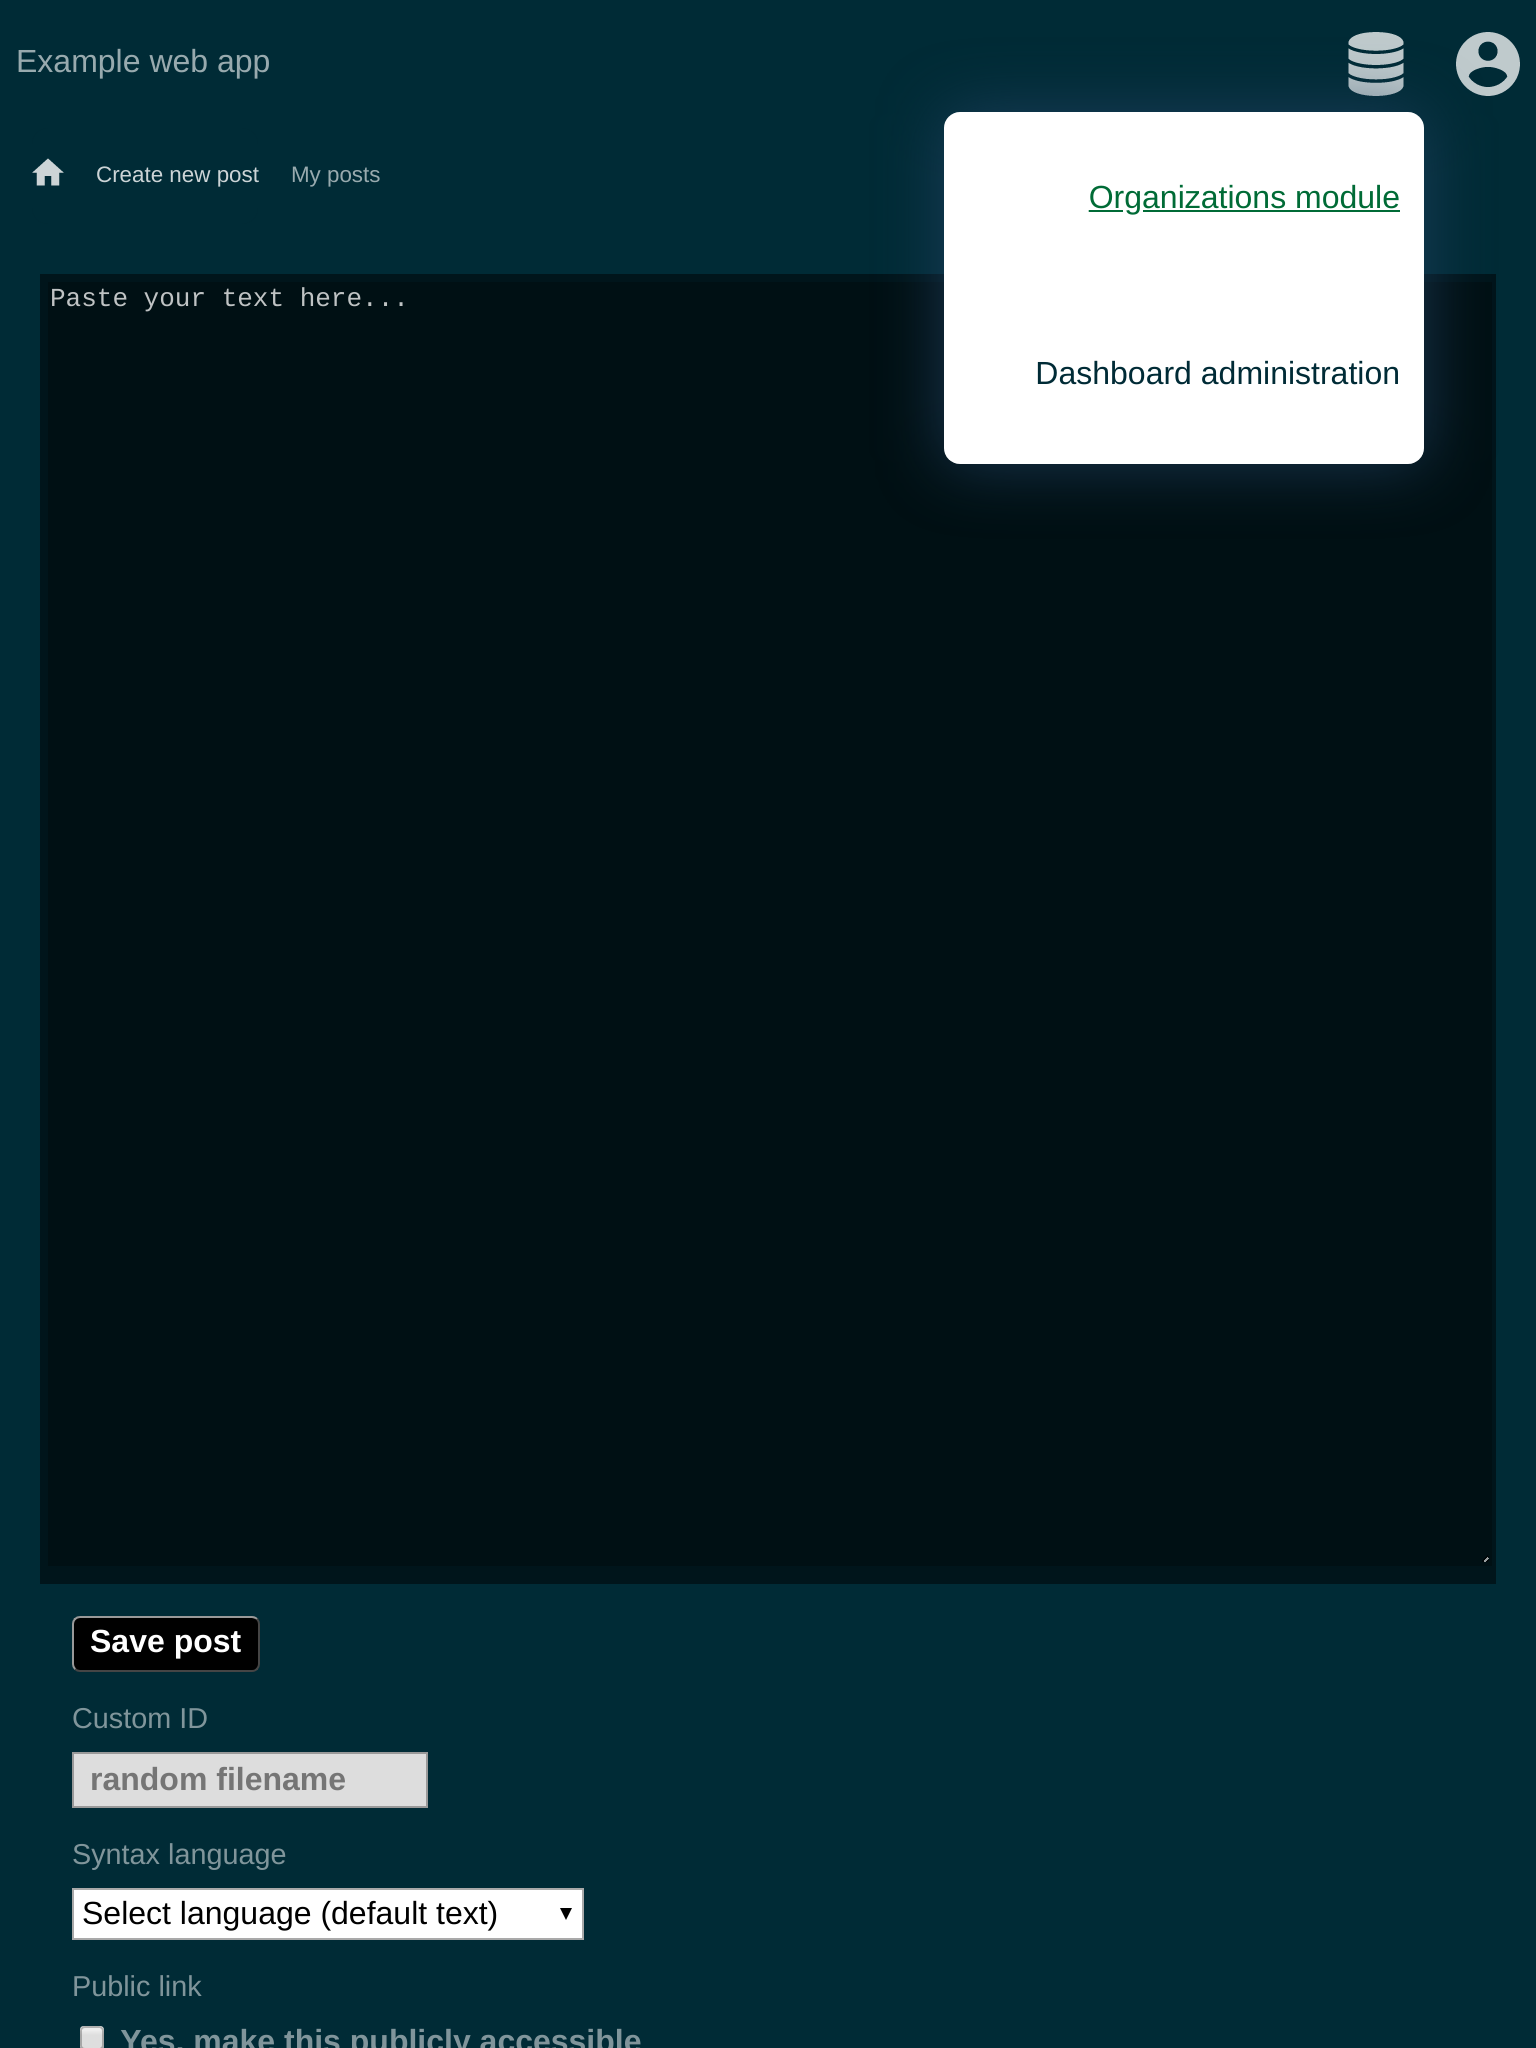 Example web app
Create new post My posts
Organizations module
Dashboard administration
Paste your text here...
Save post
Custom ID
random filename
Syntax language
Select language (default text)
Public link
Yes, make this publicly accessible